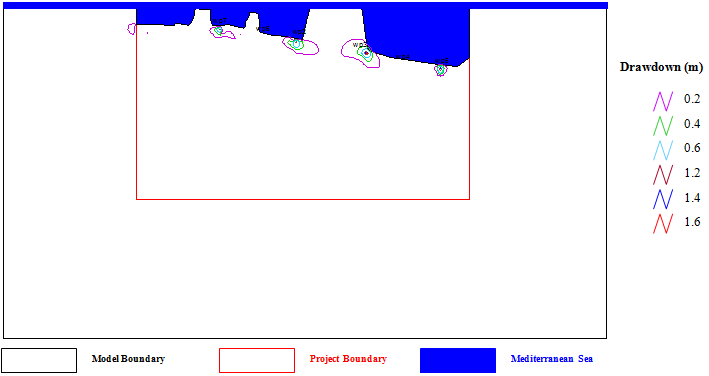 wp3
Drawdown (m)
0.2
0.4
0.6
1.2
1.4
1.6
Model Boundary
Project Boundary
Mediterranean Sea